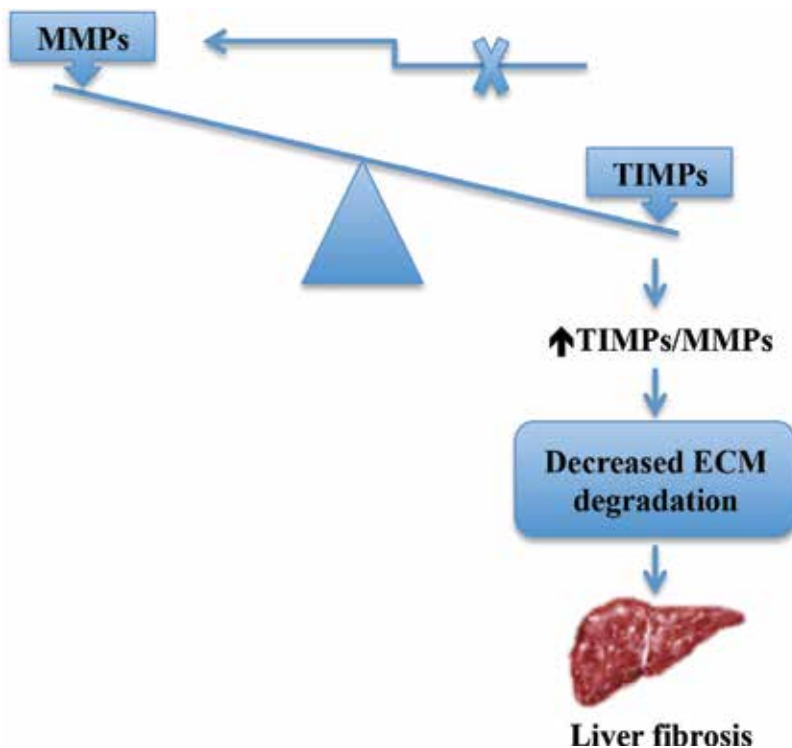 MMPs
TIMPs
↑TIMPs/MMPs
Decreased ECM
degradation
Liver fibrosis